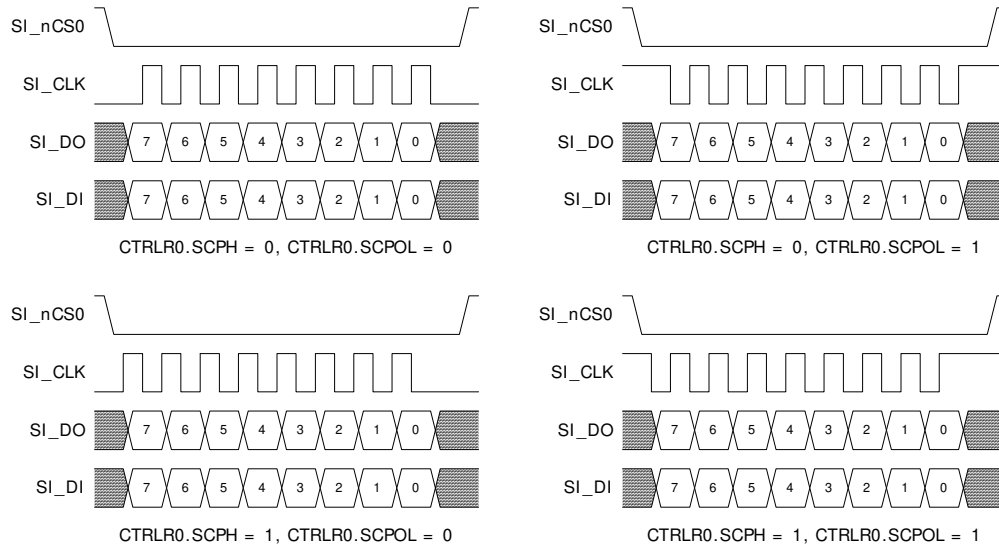 SI_nCS0
SI_CLK
SI_DO 7 6 5 4 3 2 1 0
SI_DI 7 6 5 4 3 2 1 0
CTRLR0.SCPH = 0, CTRLR0.SCPOL = 0
SI_nCS0
SI_CLK
SI_DO 7 6 5 4 3 2 1 0
SI_DI 7 6 5 4 3 2 1 0
CTRLR0.SCPH = 0, CTRLR0.SCPOL = 1
SI_nCS0
SI_CLK
SI_DO 7 6 5 4 3 2 1 0
SI_DI 7 6 5 4 3 2 1 0
CTRLR0.SCPH = 1, CTRLR0.SCPOL = 0
SI_nCS0
SI_CLK
SI_DO 7 6 5 4 3 2 1 0
SI_DI 7 6 5 4 3 2 1 0
CTRLR0.SCPH = 1, CTRLR0.SCPOL = 1